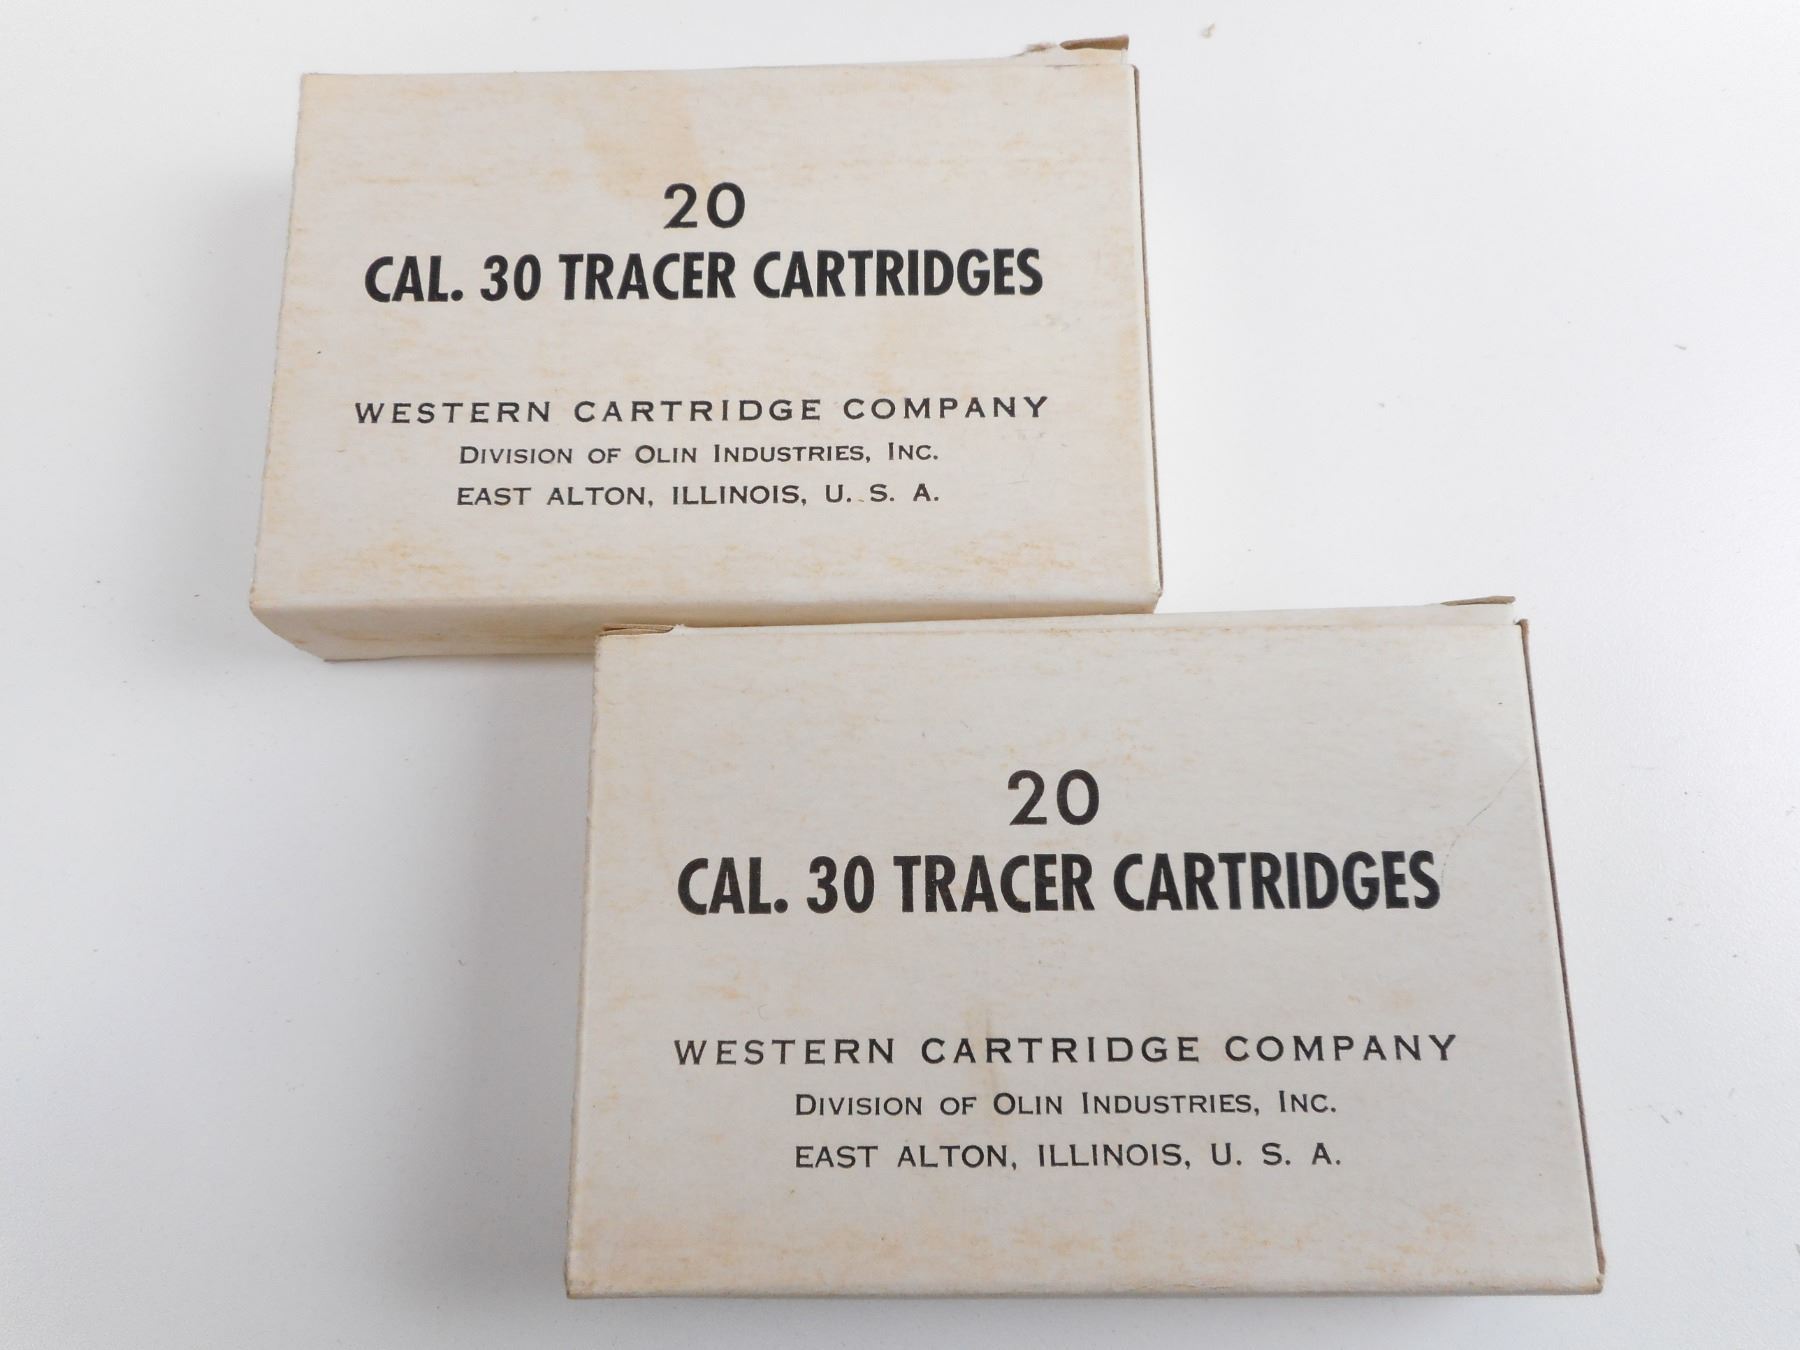 20
CAL. 30 TRACER CARTRIDGES
WESTERN CARTRIDGE COMPANY
DIVISION OF OLIN INDUSTRIES, INC.
EAST ALTON, ILLINOIS, U. S. A.
20
CAL. 30 TRACER CARTRIDGES
WESTERN CARTRIDGE COMPANY
DIVISION OF OLIN INDUSTRIES, INC.
EAST ALTON, ILLINOIS, U. S. A.